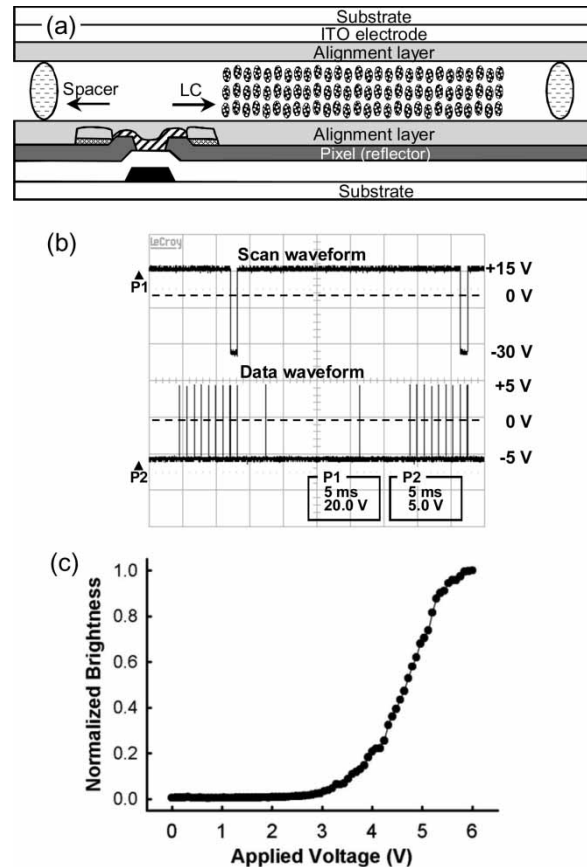 (a)
Substrate
ITO electrode
Alignment layer
Spacer
LC
Alignment layer
Pixel (reflector)
Substrate
(b)
LeCroy
Scan waveform
+15 V
P1
0 V
-30 V
Data waveform
+5 V
0 V
-5 V
P2
P1
5 ms
20.0 V
P2
5 ms
5.0 V
(c)
Normalized Brightness
1.0
0.8
0.6
0.4
0.2
0.0
0 1 2 3 4 5 6 7
Applied Voltage (V)